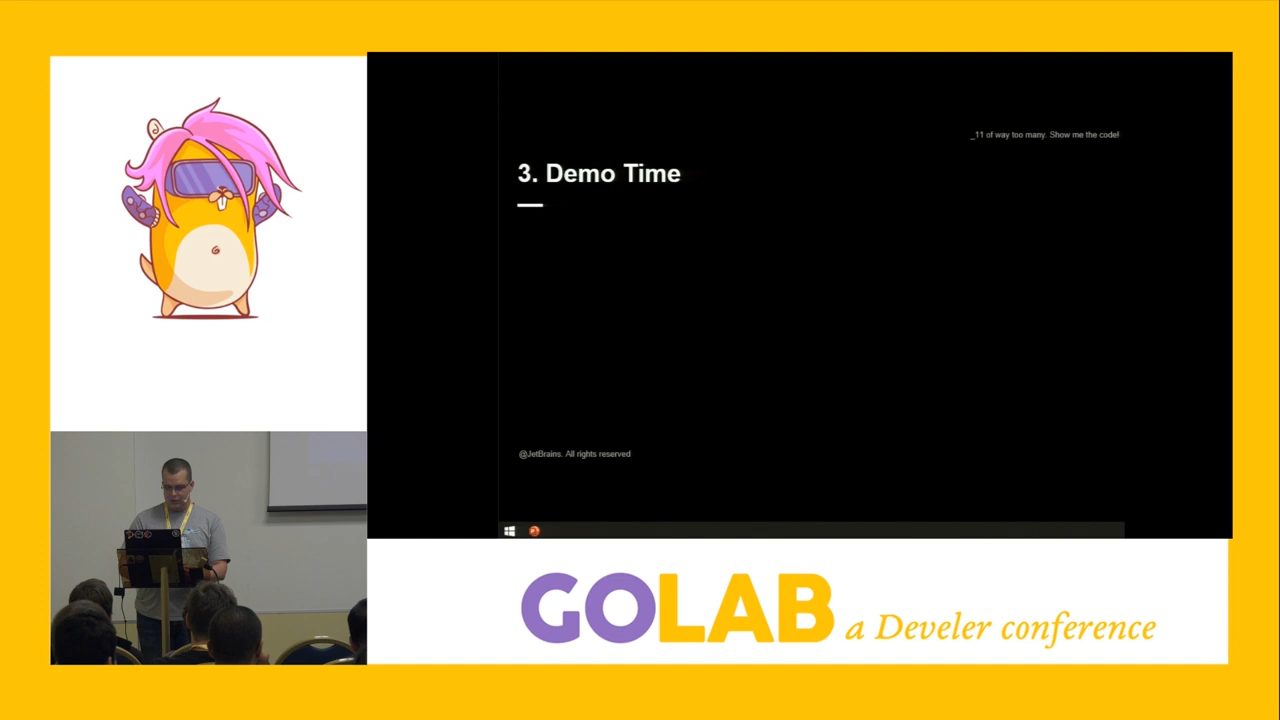 _11 of way too many. Show me the code!
3. Demo Time
@JetBrains. All rights reserved
GOLAB a Develer conference